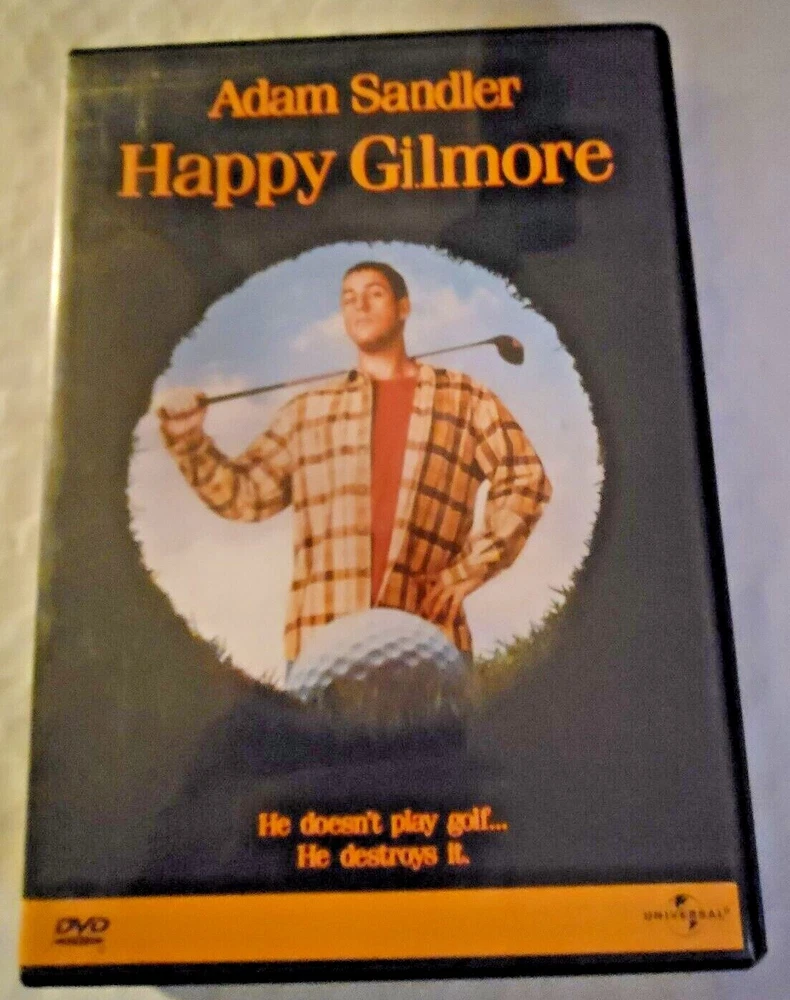 Adam Sandler
Happy Gilmore
He doesn't play golf...
He destroys it.
DVD
UNIVERSAL